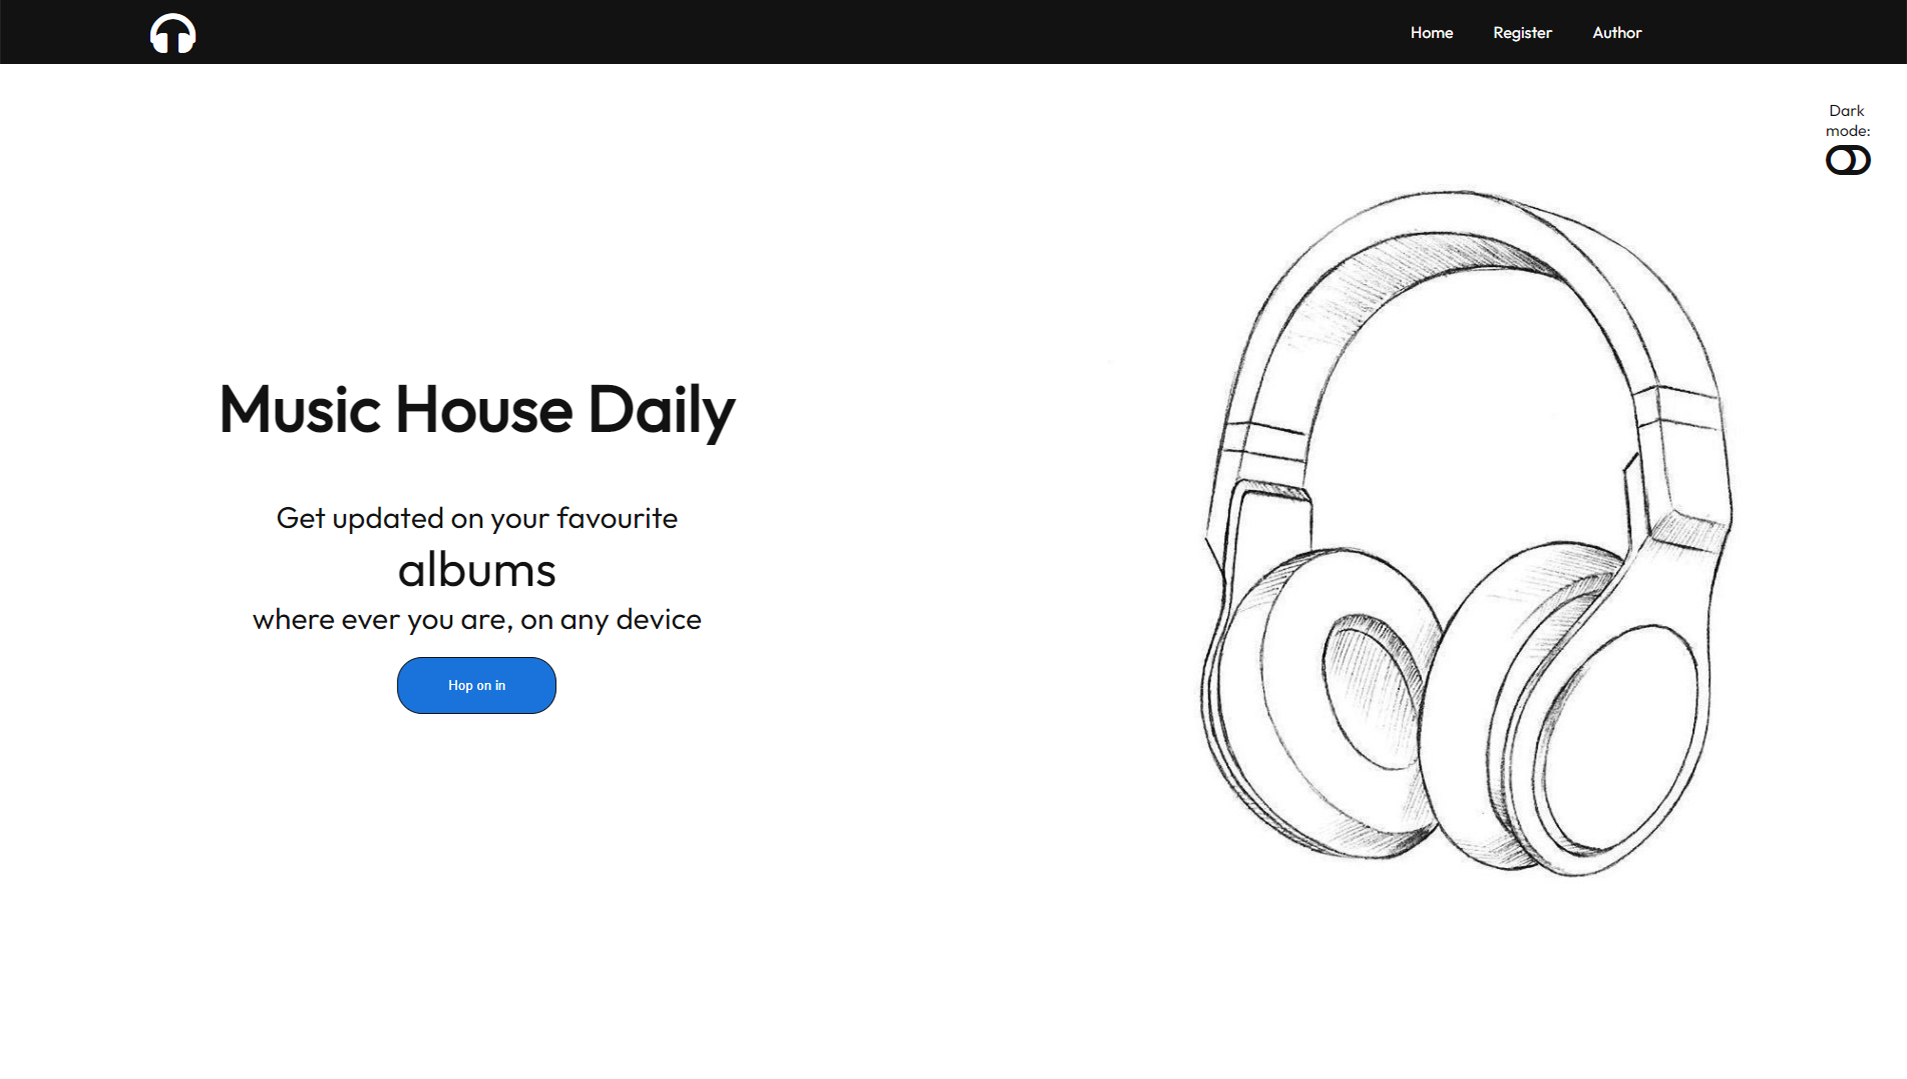 Home Register Author
Dark
mode:
Music House Daily
Get updated on your favourite
albums
where ever you are, on any device
Hop on in